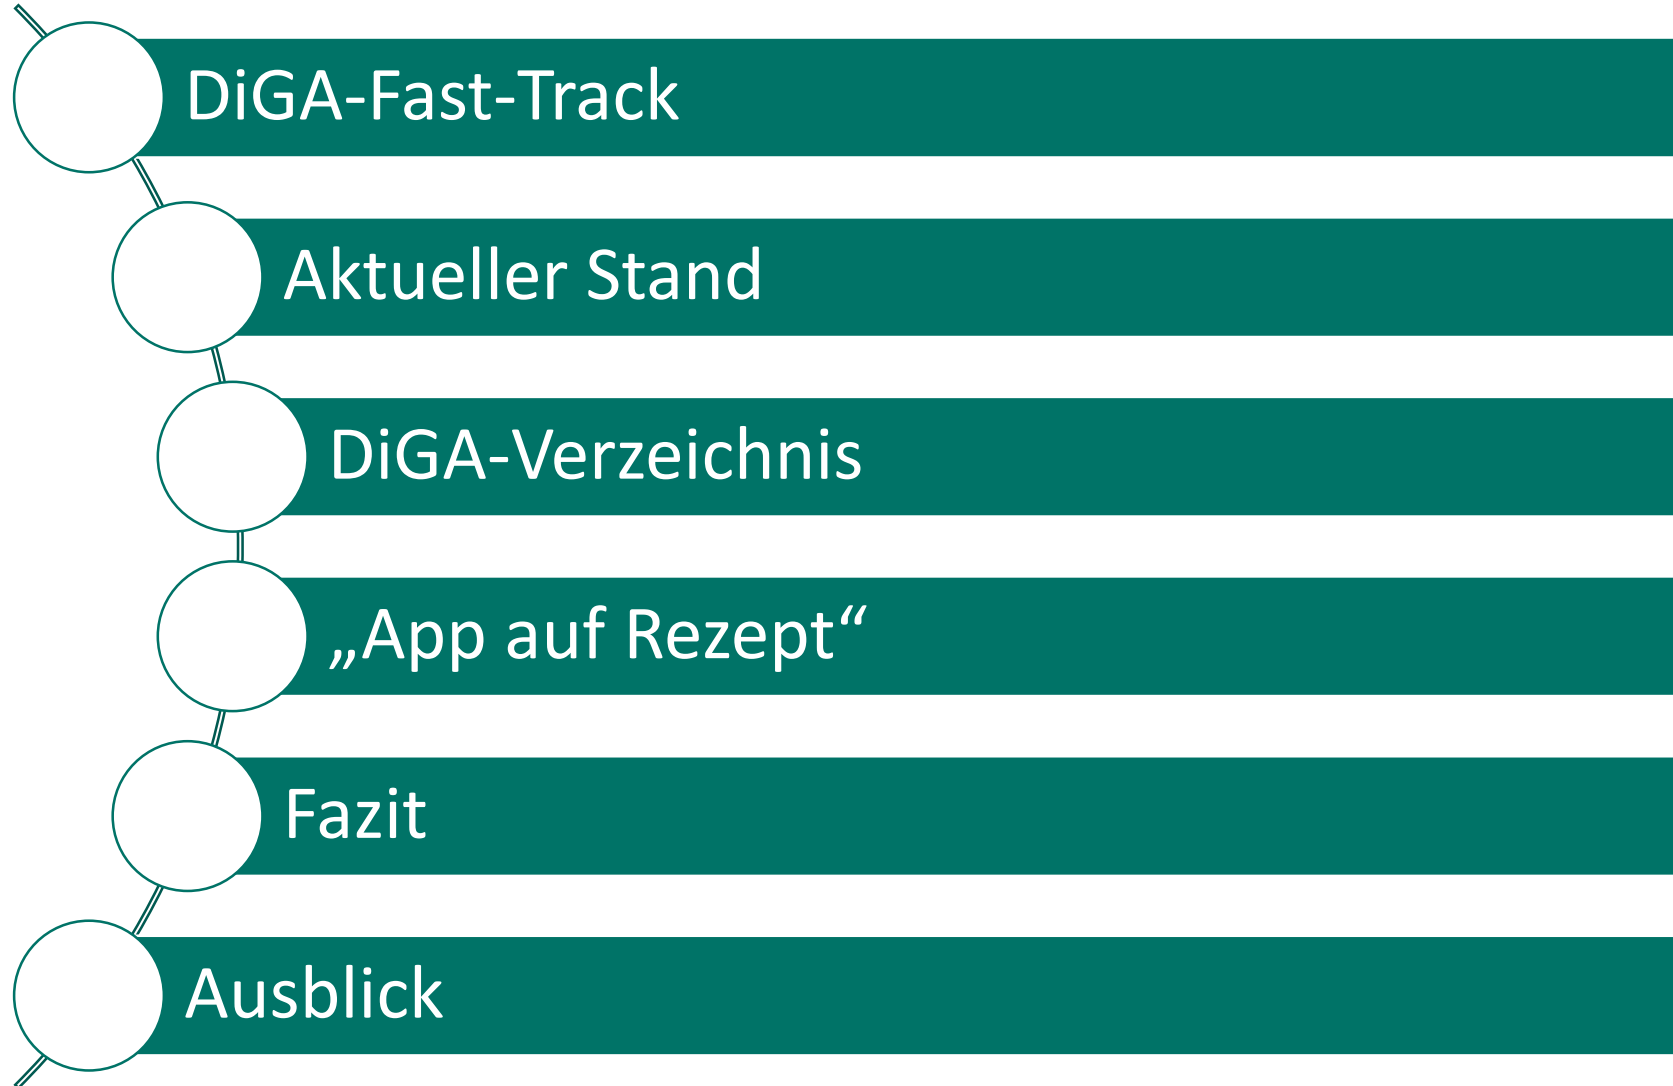 DiGA-Fast-Track
Aktueller Stand
DiGA-Verzeichnis
„App auf Rezept“
Fazit
Ausblick